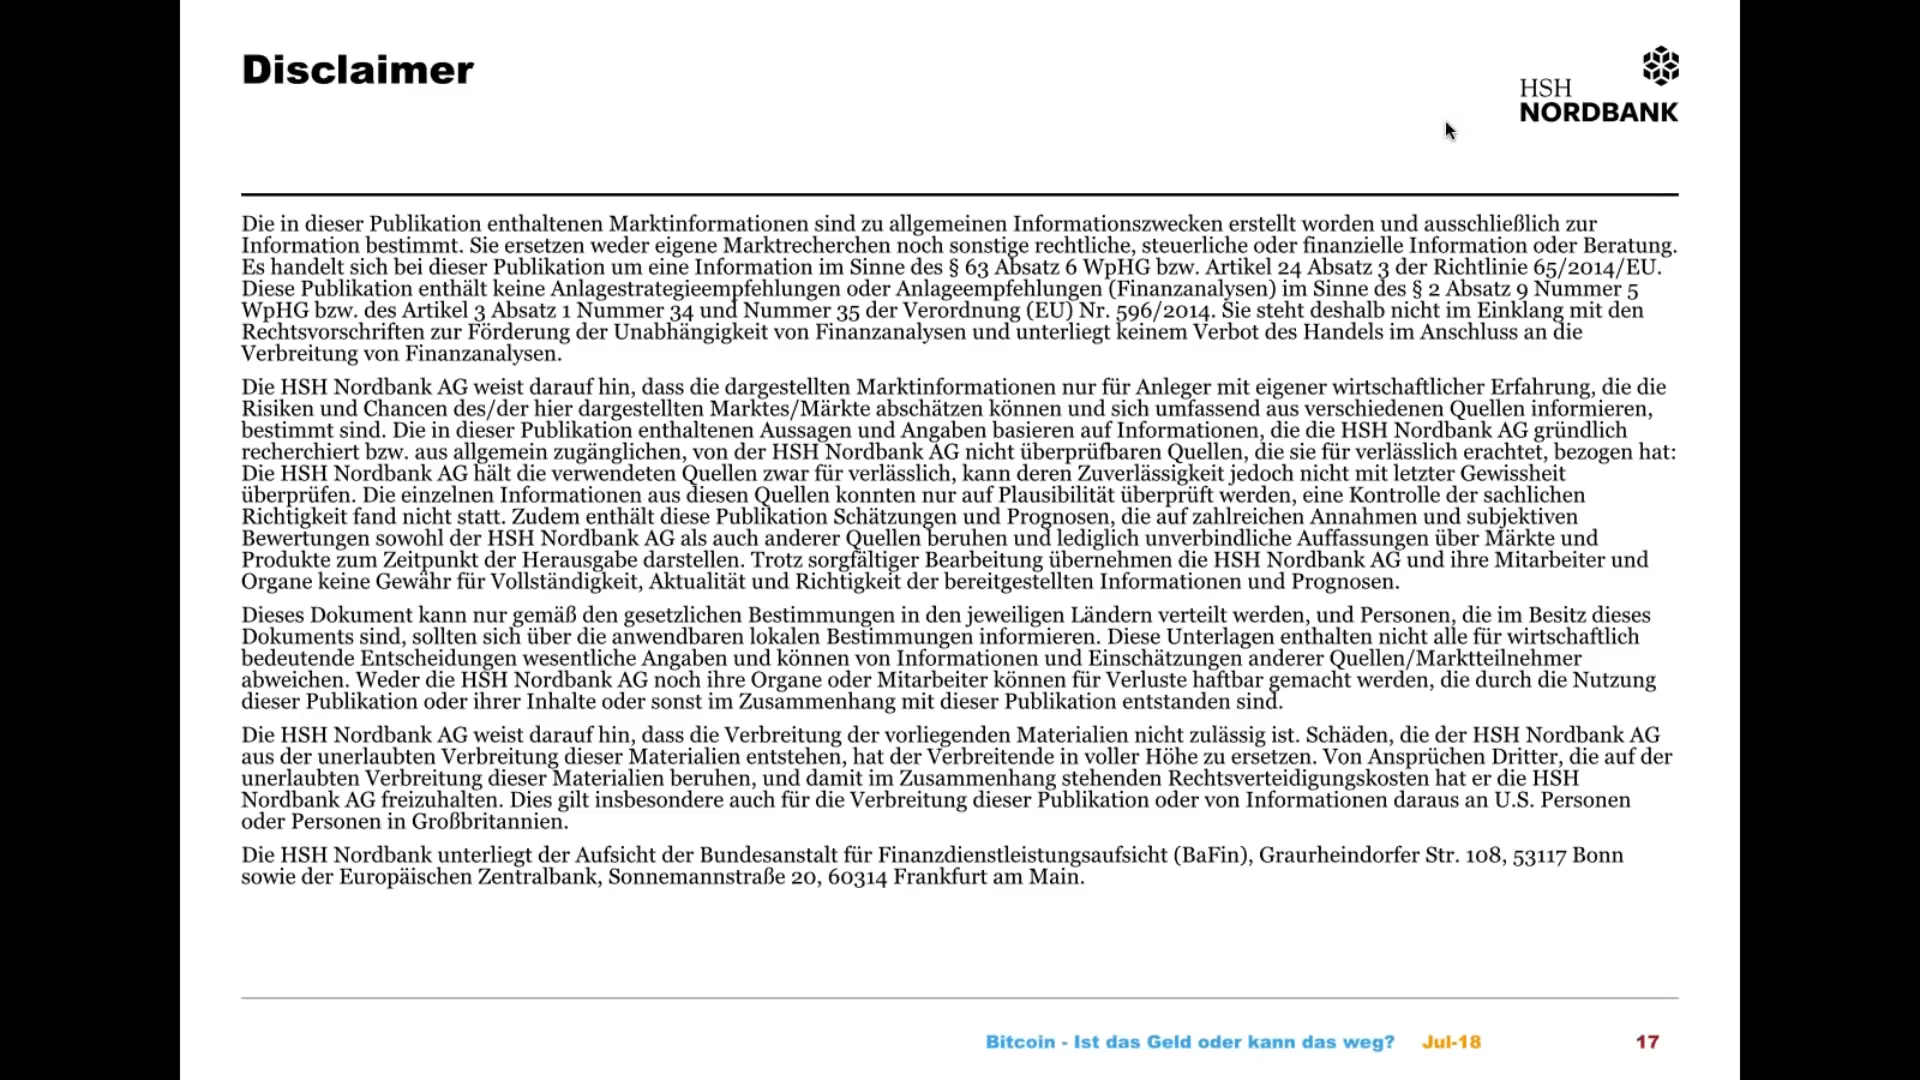 Disclaimer
HSH
NORDBANK
Die in dieser Publikation enthaltenen Marktinformationen sind zu allgemeinen Informationszwecken erstellt worden und ausschließlich zur
Information bestimmt. Sie ersetzen weder eigene Marktrecherchen noch sonstige rechtliche, steuerliche oder finanzielle Information oder Beratung.
Es handelt sich bei dieser Publikation um eine Information im Sinne des § 63 Absatz 6 WpHG bzw. Artikel 24 Absatz 3 der Richtlinie 65/2014/EU.
Diese Publikation enthält keine Anlagestrategieempfehlungen oder Anlageempfehlungen (Finanzanalysen) im Sinne des § 2 Absatz 9 Nummer 5
WpHG bzw. des Artikel 3 Absatz 1 Nummer 34 und Nummer 35 der Verordnung (EU) Nr. 596/2014. Sie steht deshalb nicht im Einklang mit den
Rechtsvorschriften zur Förderung der Unabhängigkeit von Finanzanalysen und unterliegt keinem Verbot des Handels im Anschluss an die
Verbreitung von Finanzanalysen.
Die HSH Nordbank AG weist darauf hin, dass die dargestellten Marktinformationen nur für Anleger mit eigener wirtschaftlicher Erfahrung, die die
Risiken und Chancen des/der hier dargestellten Marktes/Märkte abschätzen können und sich umfassend aus verschiedenen Quellen informieren,
bestimmt sind. Die in dieser Publikation enthaltenen Aussagen und Angaben basieren auf Informationen, die die HSH Nordbank AG gründlich
recherchiert bzw. aus allgemein zugänglichen, von der HSH Nordbank AG nicht überprüfbaren Quellen, die sie für verlässlich erachtet, bezogen hat:
Die HSH Nordbank AG hält die verwendeten Quellen zwar für verlässlich, kann deren Zuverlässigkeit jedoch nicht mit letzter Gewissheit
überprüfen. Die einzelnen Informationen aus diesen Quellen konnten nur auf Plausibilität überprüft werden, eine Kontrolle der sachlichen
Richtigkeit fand nicht statt. Zudem enthält diese Publikation Schätzungen und Prognosen, die auf zahlreichen Annahmen und subjektiven
Bewertungen sowohl der HSH Nordbank AG als auch anderer Quellen beruhen und lediglich unverbindliche Auffassungen über Märkte und
Produkte zum Zeitpunkt der Herausgabe darstellen. Trotz sorgfältiger Bearbeitung übernehmen die HSH Nordbank AG und ihre Mitarbeiter und
Organe keine Gewähr für Vollständigkeit, Aktualität und Richtigkeit der bereitgestellten Informationen und Prognosen.
Dieses Dokument kann nur gemäß den gesetzlichen Bestimmungen in den jeweiligen Ländern verteilt werden, und Personen, die im Besitz dieses
Dokuments sind, sollten sich über die anwendbaren lokalen Bestimmungen informieren. Diese Unterlagen enthalten nicht alle für wirtschaftlich
bedeutende Entscheidungen wesentliche Angaben und können von Informationen und Einschätzungen anderer Quellen/Marktteilnehmer
abweichen. Weder die HSH Nordbank AG noch ihre Organe oder Mitarbeiter können für Verluste haftbar gemacht werden, die durch die Nutzung
dieser Publikation oder ihrer Inhalte oder sonst im Zusammenhang mit dieser Publikation entstanden sind.
Die HSH Nordbank AG weist darauf hin, dass die Verbreitung der vorliegenden Materialien nicht zulässig ist. Schäden, die der HSH Nordbank AG
aus der unerlaubten Verbreitung dieser Materialien entstehen, hat der Verbreitende in voller Höhe zu ersetzen. Von Ansprüchen Dritter, die auf der
unerlaubten Verbreitung dieser Materialien beruhen, und damit im Zusammenhang stehenden Rechtsverteidigungskosten hat er die HSH
Nordbank AG freizuhalten. Dies gilt insbesondere auch für die Verbreitung dieser Publikation oder von Informationen daraus an U.S. Personen
oder Personen in Großbritannien.
Die HSH Nordbank unterliegt der Aufsicht der Bundesanstalt für Finanzdienstleistungsaufsicht (BaFin), Graurheindorfer Str. 108, 53117 Bonn
sowie der Europäischen Zentralbank, Sonnemannstraße 20, 60314 Frankfurt am Main.
Bitcoin - Ist das Geld oder kann das weg? Jul-18 17